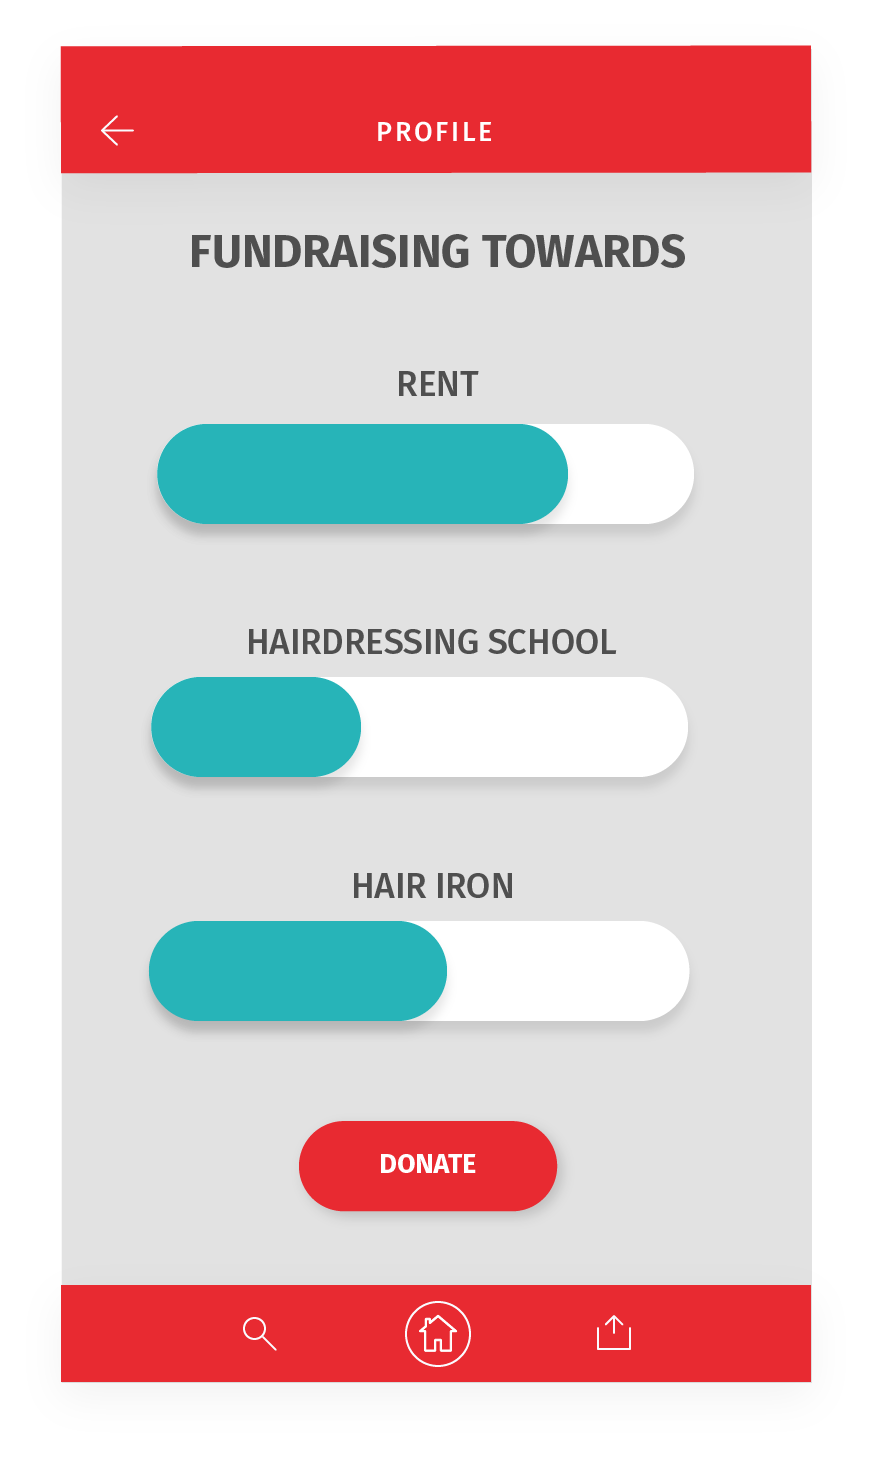 PROFILE
FUNDRAISING TOWARDS
RENT
HAIRDRESSING SCHOOL
HAIR IRON
DONATE